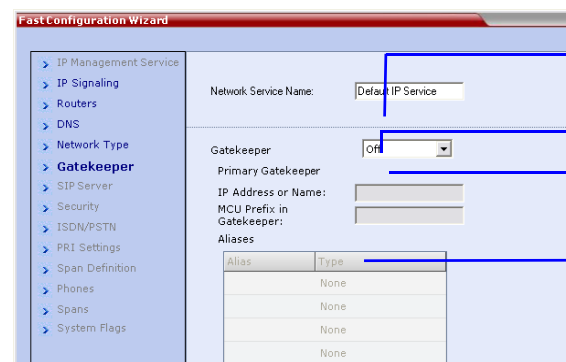 Fast Configuration Wizard
IP Management Service
IP Signaling
Routers
DNS
Network Type
Gatekeeper
SIP Server
Security
ISDN/PSTN
PRI Settings
Span Definition
Phones
Spans
System Flags
Network Service Name: Default IP Service
Gatekeeper Off
Primary Gatekeeper
IP Address or Name:
MCU Prefix in
Gatekeeper:
Aliases
Alias Type
None
None
None
None